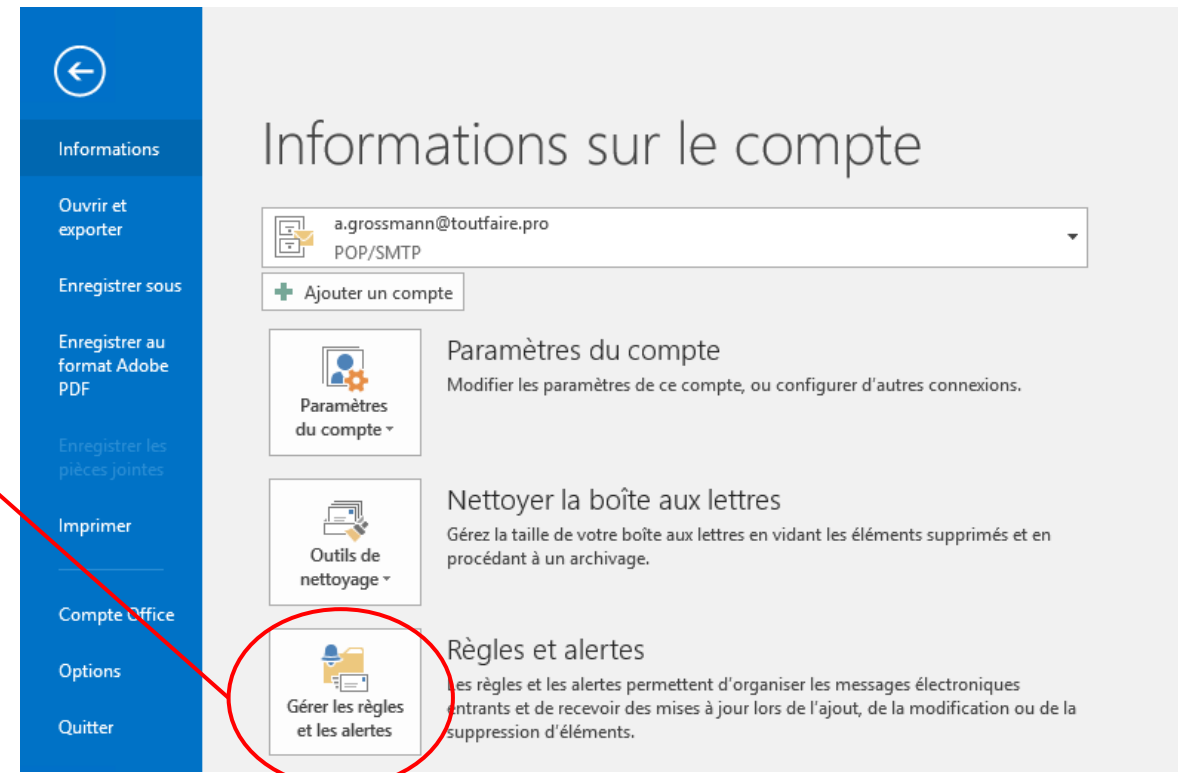 Informations sur le compte
Informations
Ouvrir et
exporter
Enregistrer sous
Enregistrer au
format Adobe
PDF
Enregistrer les
pièces jointes
Imprimer
Compte Office
Options
Quitter
a.grossmann@toutfaire.pro
POP/SMTP
Ajouter un compte
Paramètres
du compte
Paramètres du compte
Modifier les paramètres de ce compte, ou configurer d'autres connexions.
Outils de
nettoyage
Nettoyer la boîte aux lettres
Gérez la taille de votre boîte aux lettres en vidant les éléments supprimés et en
procédant à un archivage.
Gérer les règles
et les alertes
Règles et alertes
Les règles et les alertes permettent d'organiser les messages électroniques
entrants et de recevoir des mises à jour lors de l'ajout, de la modification ou de la
suppression d'éléments.